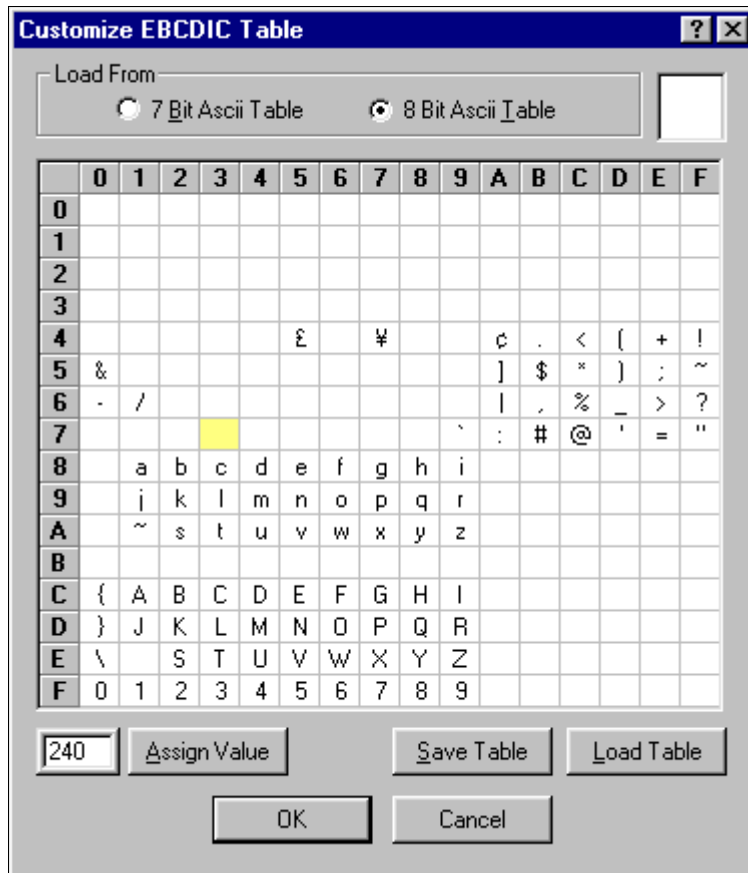 Customize EBCDIC Table ? X
Load From
7 Bit Ascii Table 8 Bit Ascii Table
0 1 2 3 4 5 6 7 8 9 A B C D E F
0
1
2
3
4 £ ¥ ¢ . < ( + !
5 & ] $ * ) ; ~
6 - / | , % _ > ?
7 ` : # @ ' = "
8 a b c d e f g h i
9 j k l m n o p q r
A ~ s t u v w x y z
B
C { A B C D E F G H I
D } J K L M N O P Q R
E \ S T U V W X Y Z
F 0 1 2 3 4 5 6 7 8 9
240 Assign Value Save Table Load Table
OK Cancel